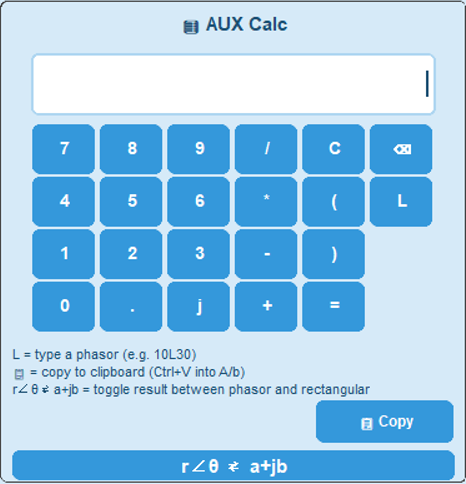 AUX Calc
7 8 9 / C ⌫
4 5 6 * ( L
1 2 3 - )
0 . j + =
L = type a phasor (e.g. 10L30)
= copy to clipboard (Ctrl+V into A/b)
r∠θ ⇄ a+jb = toggle result between phasor and rectangular
Copy
r∠θ ⇄ a+jb